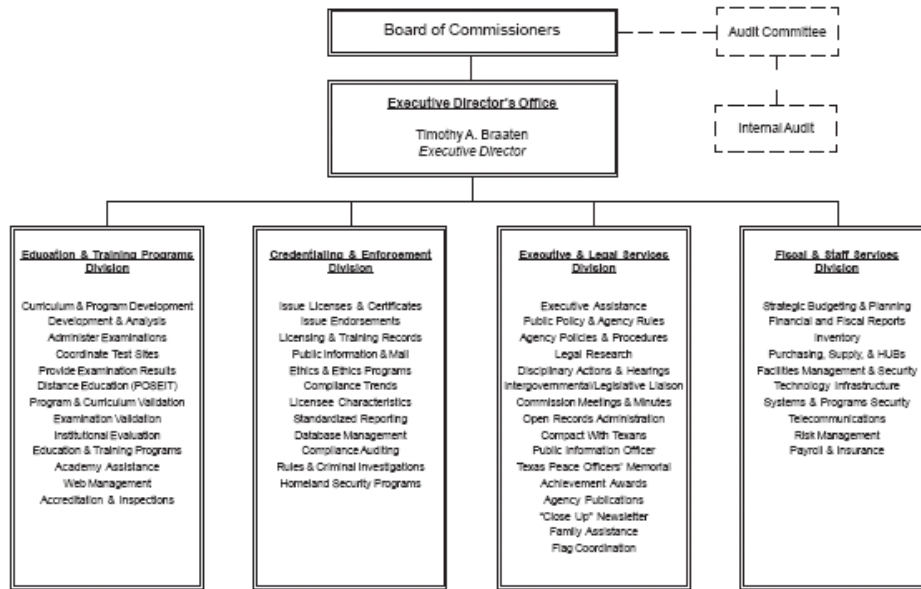 Board of Commissioners
Audit Committee
Executive Director's Office
Timothy A. Braaten
Executive Director
Internal Audit
Education & Training Programs
Division
Curriculum & Program Development
Development & Analysis
Administer Examinations
Coordinate Test Sites
Provide Examination Results
Distance Education (POSEIT)
Program & Curriculum Validation
Examination Validation
Institutional Evaluation
Education & Training Programs
Academy Assistance
Web Management
Accreditation & Inspections
Credentialing & Enforcement
Division
Issue Licenses & Certificates
Issue Endorsements
Licensing & Training Records
Public Information & Mail
Ethics & Ethics Programs
Compliance Trends
Licensee Characteristics
Standardized Reporting
Database Management
Compliance Auditing
Rules & Criminal Investigations
Homeland Security Programs
Executive & Legal Services
Division
Executive Assistance
Public Policy & Agency Rules
Agency Policies & Procedures
Legal Research
Disciplinary Actions & Hearings
Intergovernmental/Legislative Liaison
Commission Meetings & Minutes
Open Records Administration
Compact With Texans
Public Information Officer
Texas Peace Officers' Memorial
Achievement Awards
Agency Publications
"Close Up" Newsletter
Family Assistance
Flag Coordination
Fiscal & Staff Services
Division
Strategic Budgeting & Planning
Financial and Fiscal Reports
Inventory
Purchasing, Supply, & HUBs
Facilities Management & Security
Technology Infrastructure
Systems & Programs Security
Telecommunications
Risk Management
Payroll & Insurance